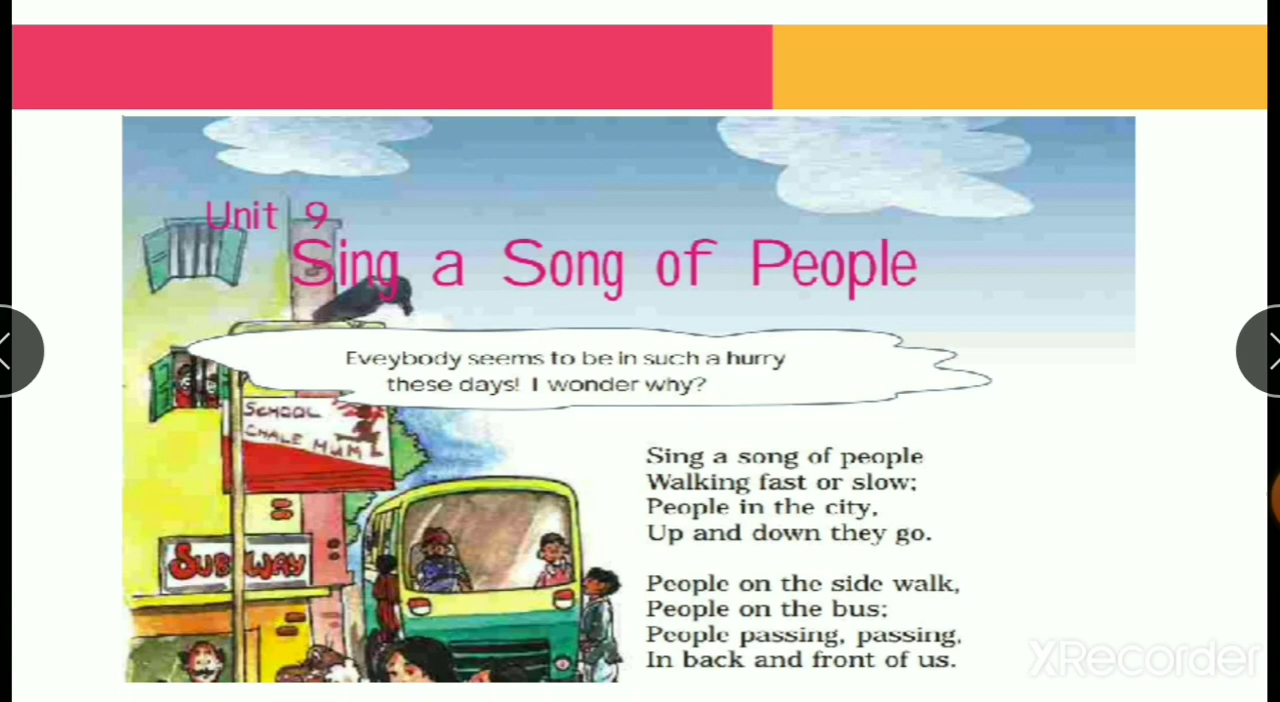 Unit 9
Sing a Song of People
Eveybody seems to be in such a hurry
these days! I wonder why?
SCHOOL
CHALE HUM
SUBWAY
Sing a song of people
Walking fast or slow;
People in the city,
Up and down they go.
People on the side walk,
People on the bus;
People passing, passing,
In back and front of us.
XRecorder